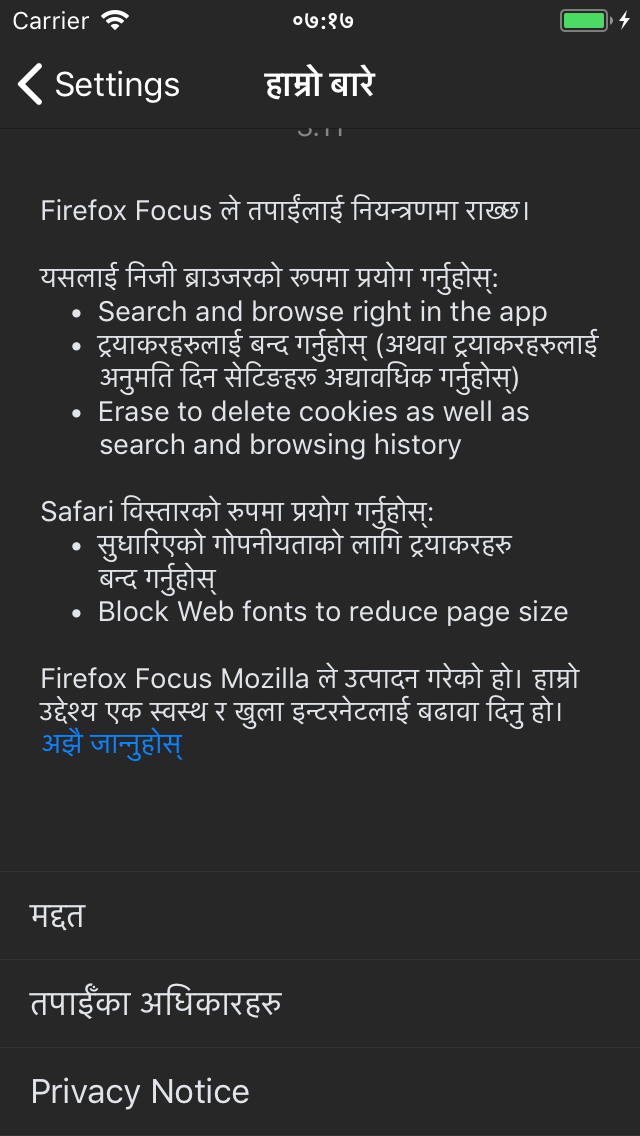 Carrier ०७:१७
Settings हाम्रो बारे
Firefox Focus ले तपाईंलाई नियन्त्रणमा राख्छ।
यसलाई निजी ब्राउजरको रूपमा प्रयोग गर्नुहोस्:
• Search and browse right in the app
• ट्रयाकरहरुलाई बन्द गर्नुहोस् (अथवा ट्रयाकरहरुलाई
अनुमति दिन सेटिङहरू अद्यावधिक गर्नुहोस्)
• Erase to delete cookies as well as
search and browsing history
Safari विस्तारको रुपमा प्रयोग गर्नुहोस्:
• सुधारिएको गोपनीयताको लागि ट्रयाकरहरु
बन्द गर्नुहोस्
• Block Web fonts to reduce page size
Firefox Focus Mozilla ले उत्पादन गरेको हो। हाम्रो
उद्देश्य एक स्वस्थ र खुला इन्टरनेटलाई बढावा दिनु हो।
अझै जान्नुहोस्
मद्दत
तपाईँका अधिकारहरु
Privacy Notice